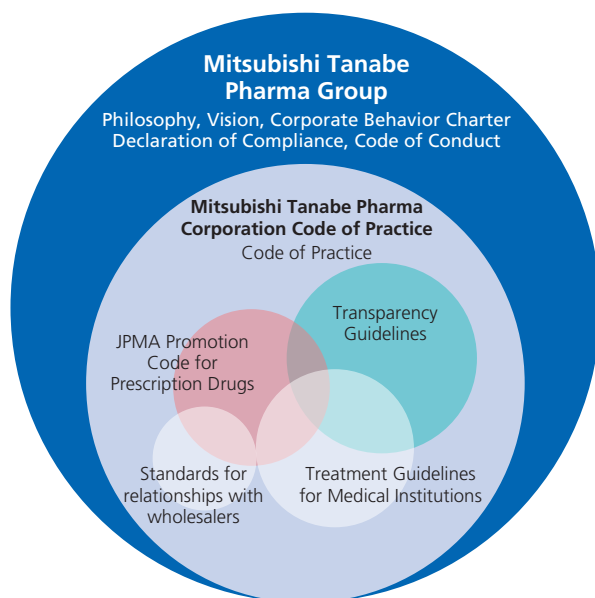 Mitsubishi Tanabe
Pharma Group
Philosophy, Vision, Corporate Behavior Charter
Declaration of Compliance, Code of Conduct
Mitsubishi Tanabe Pharma
Corporation Code of Practice
Code of Practice
Transparency
Guidelines
JPMA Promotion
Code for
Prescription Drugs
Standards for
relationships with
wholesalers
Treatment Guidelines
for Medical Institutions